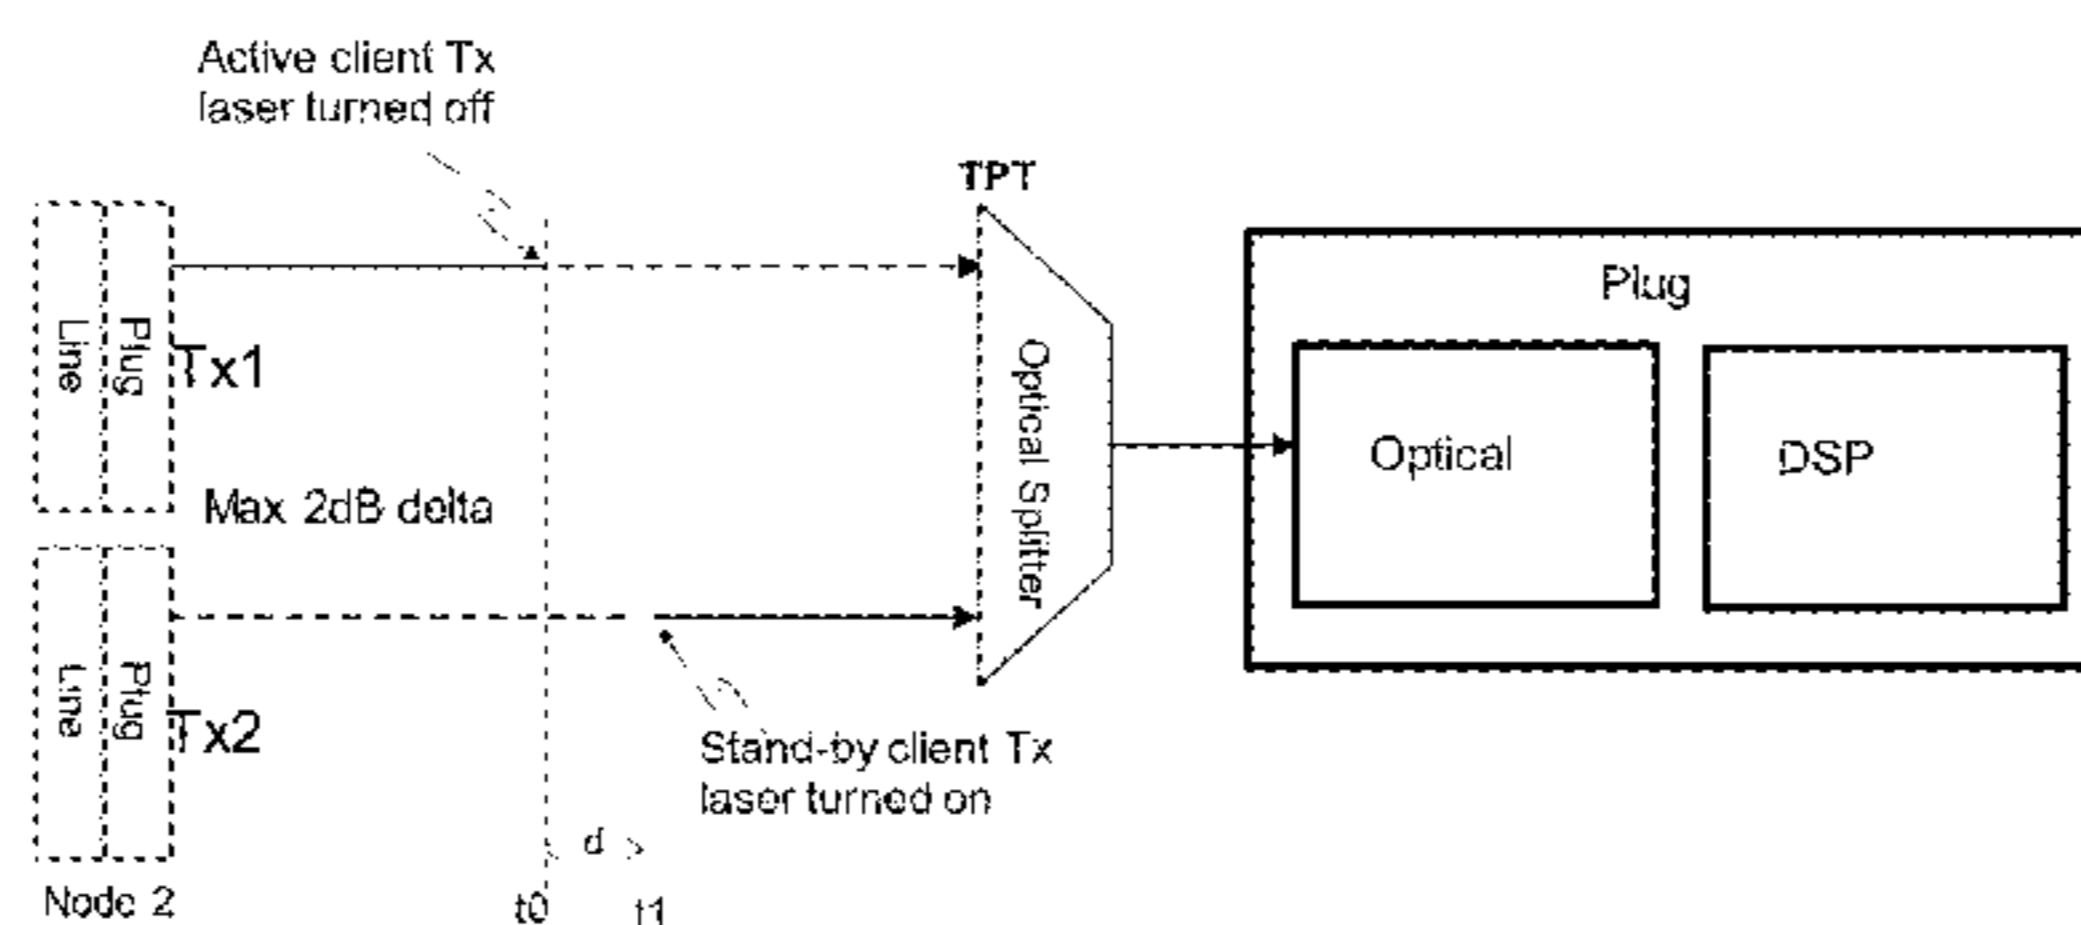 Active client Tx
laser turned off
TPT
Line
Plug
Tx1
Optical Splitter
Plug
Optical
DSP
Max 2dB delta
Line
Plug
Tx2
Stand-by client Tx
laser turned on
d
Node 2
t0
t1